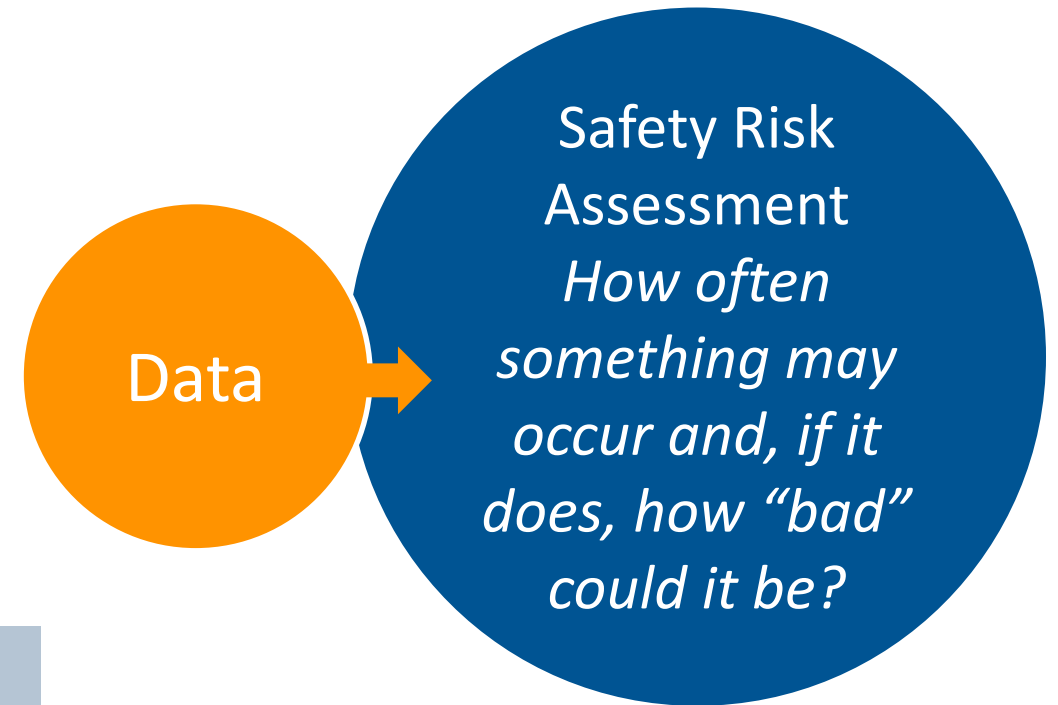 Data
Safety Risk
Assessment
How often
something may
occur and, if it
does, how “bad”
could it be?